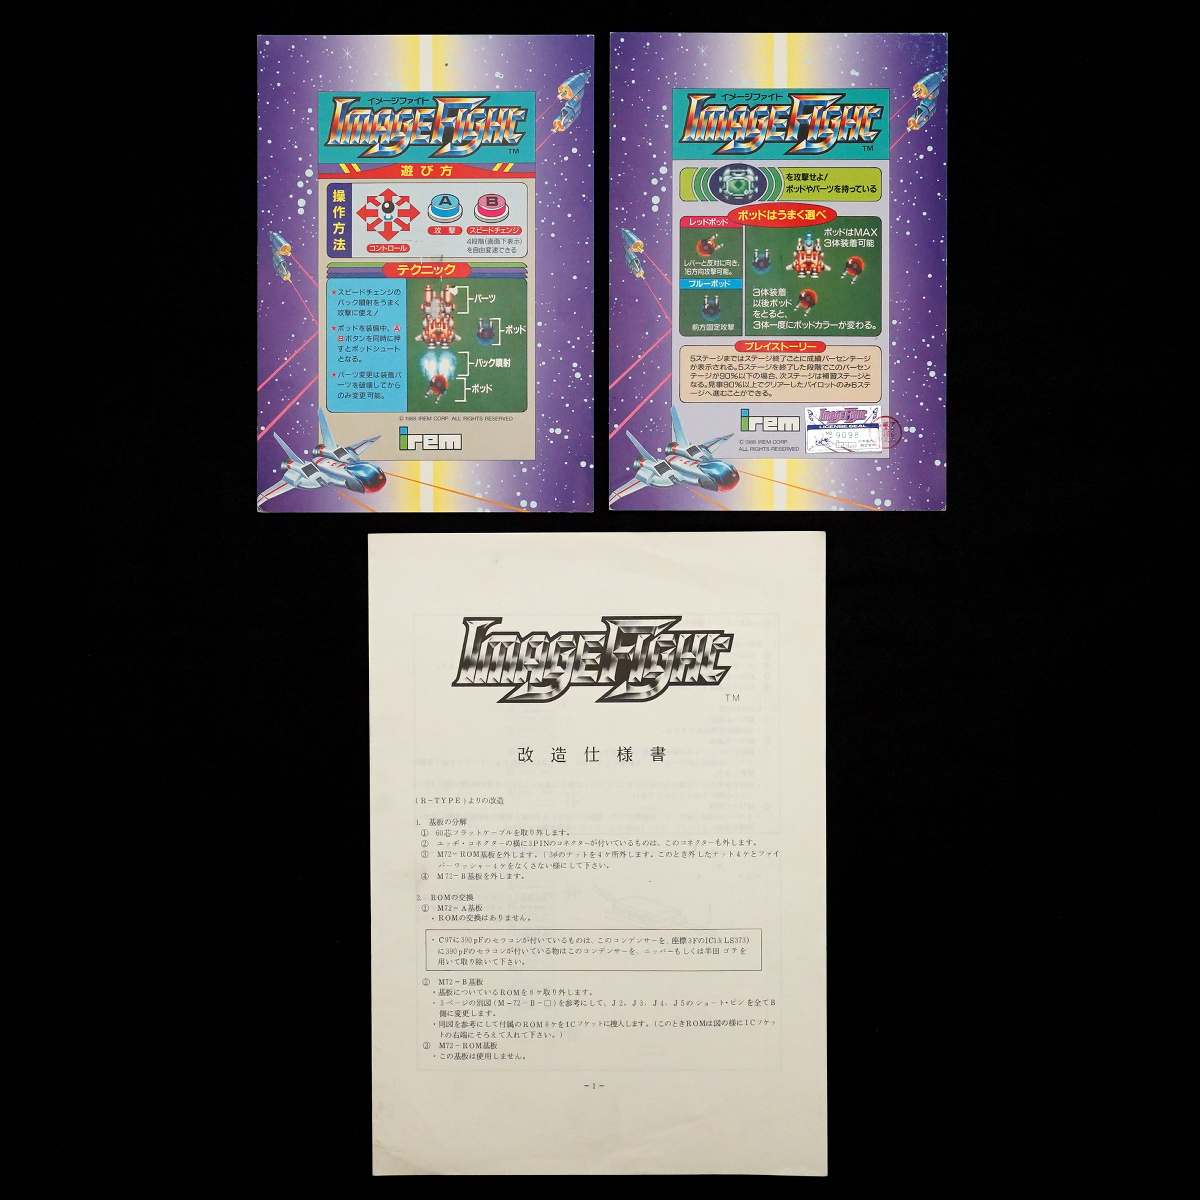 イメージファイト
IMAGEFIGHT
TM
遊び方
操作方法
コントロール
A
攻撃
B
スピードチェンジ
4段階(画面下表示)
を自由変速できる
テクニック
★スピードチェンジの
バック噴射をうまく
攻撃に使え!
★ポッドを装備中、A
Bボタンを同時に押
すとポッドシュート
となる。
★パーツ変更は装着パ
ーツを破壊してから
のみ変更可能。
パーツ
ポッド
バック噴射
ポッド
©1988 IREM CORP. ALL RIGHTS RESERVED
irem
イメージファイト
IMAGEFIGHT
TM
を攻撃せよ!
ポッドやパーツを持っている
ポッドはうまく選べ
レッドポッド
レバーと反対に向き、
16方向攻撃可能。
ブルーポッド
前方固定攻撃
ポッドはMAX
3体装着可能
3体装着
以後ポッド
をとると、
3体一度にポッドカラーが変わる。
プレイストーリー
5ステージまではステージ終了ごとに成績パーセンテージ
が表示される。5ステージを終了した段階でこのパーセン
テージが90%以下の場合、次ステージは補習ステージと
なる。見事90%以上でクリアーしたパイロットのみ6ステ
ージへ進むことができる。
irem
©1988 IREM CORP.
ALL RIGHTS RESERVED
IMAGEFIGHT
LICENSE SEAL
9098
IMAGEFIGHT
TM
改造仕様書
(R-TYPE)よりの改造
1. 基板の分解
① 60芯フラットケーブルを取り外します。
② エッヂ・コネクターの横に3PINのコネクターが付いているものは、このコネクターも外します。
③ M72-ROM基板を外します。(3φのナットを4ケ所外します。このとき外したナット4ケとファイ
バーワッシャー4ケをなくさない様にして下さい。
④ M72-B基板を外します。
2. ROMの交換
① M72-A基板
・ROMの交換はありません。
・C97に390pFのセラコンが付いているものは、このコンデンサーを、座標3FのIC13(LS373)
に390pFのセラコンが付いている物はこのコンデンサーを、ニッパーもしくは半田ゴテを
用いて取り除いて下さい。
② M72-B基板
・基板についているROMを8ケ取り外します。
・3ページの別図(M-72-B-□)を参考にして、J2、J3、J4、J5のショート・ピンを全てB
側に変更します。
・同図を参考にして付属のROM8ケをICソケットに挿入します。(このときROMは図の様にICソケッ
トの右端にそろえて入れて下さい。)
③ M72-ROM基板
・この基板は使用しません。
-1-